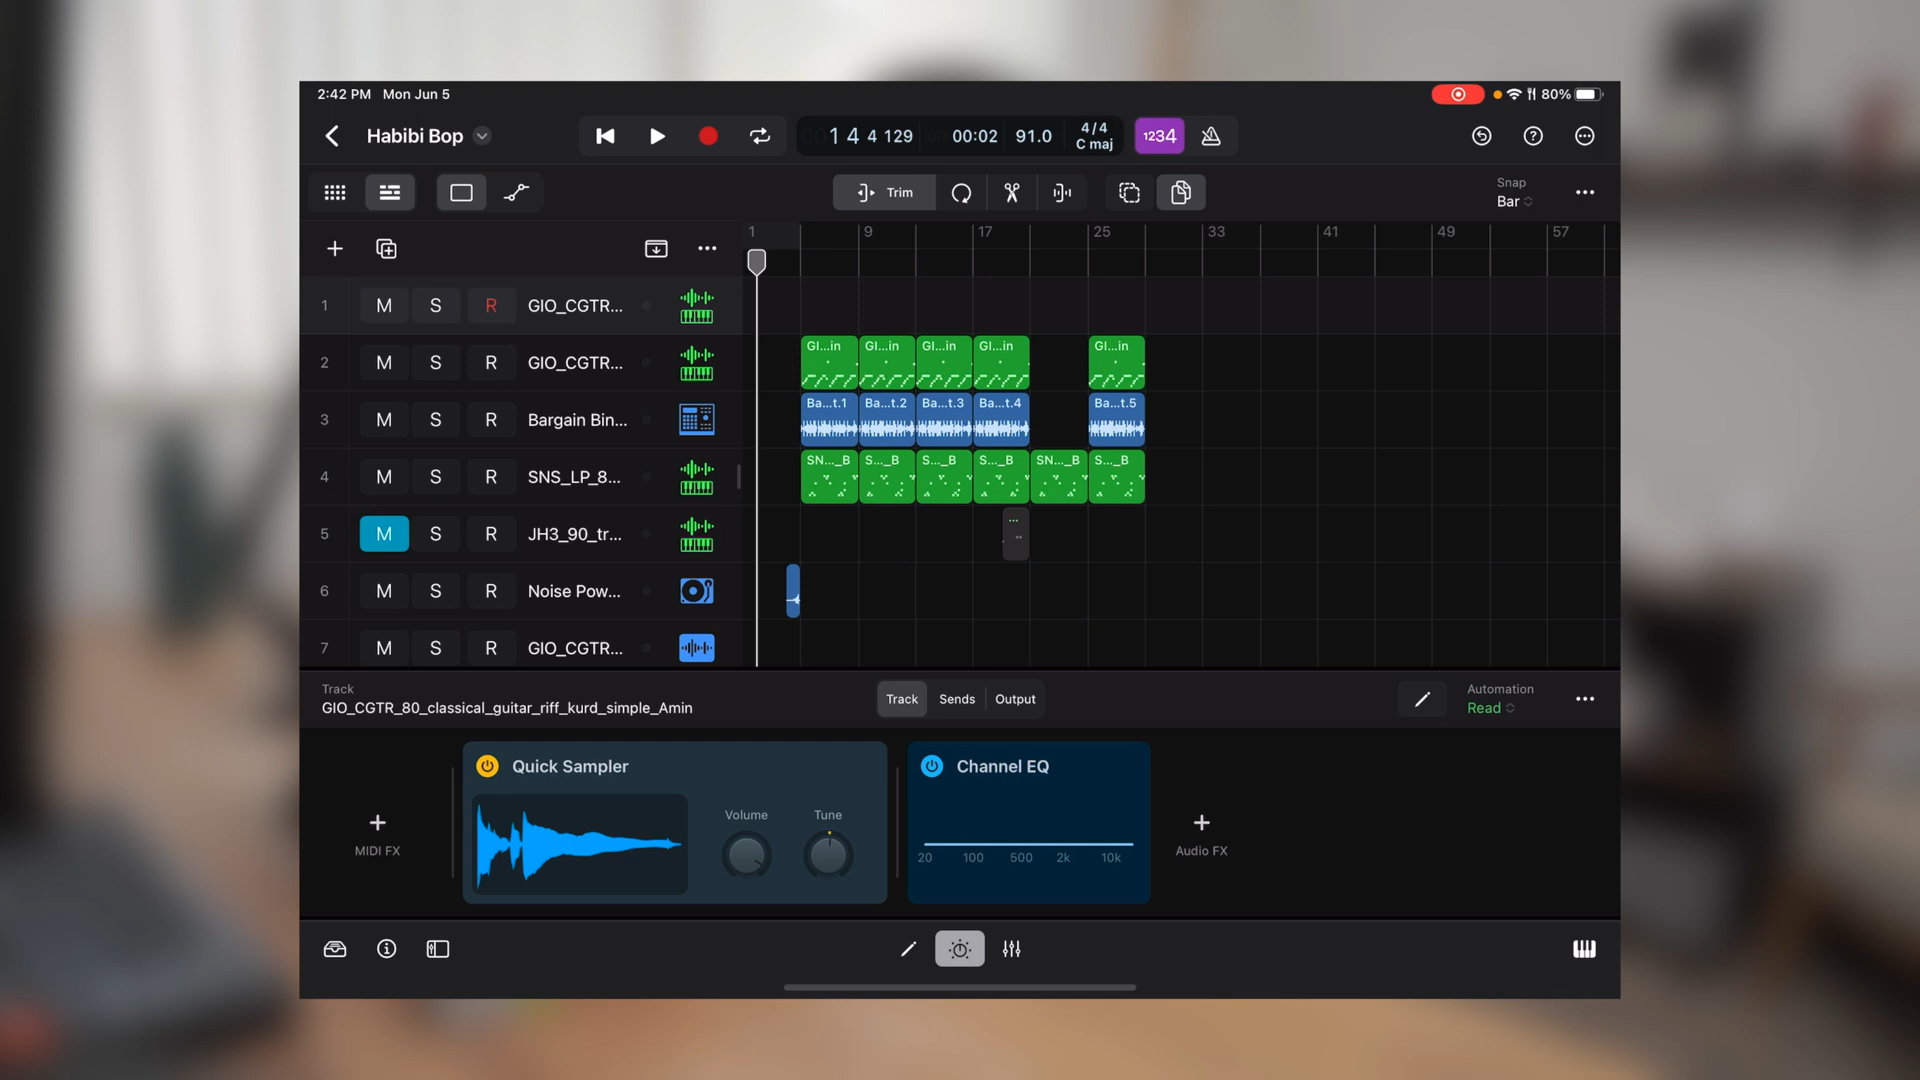 2:42 PM Mon Jun 5
80%
Habibi Bop
1 4 4 129
00:02
91.0
4/4
C maj
1234
Trim
Snap
Bar
1 9 17 25 33 41 49 57
1 M S R GIO_CGTR...
2 M S R GIO_CGTR...
GI...in GI...in GI...in GI...in GI...in
3 M S R Bargain Bin...
Ba...t.1 Ba...t.2 Ba...t.3 Ba...t.4 Ba...t.5
4 M S R SNS_LP_8...
SN..._B S..._B S..._B S..._B SN..._B S..._B
5 M S R JH3_90_tr...
6 M S R Noise Pow...
7 M S R GIO_CGTR...
Track
GIO_CGTR_80_classical_guitar_riff_kurd_simple_Amin
Track Sends Output
Automation
Read
MIDI FX
Quick Sampler
Volume Tune
Channel EQ
20 100 500 2k 10k
Audio FX